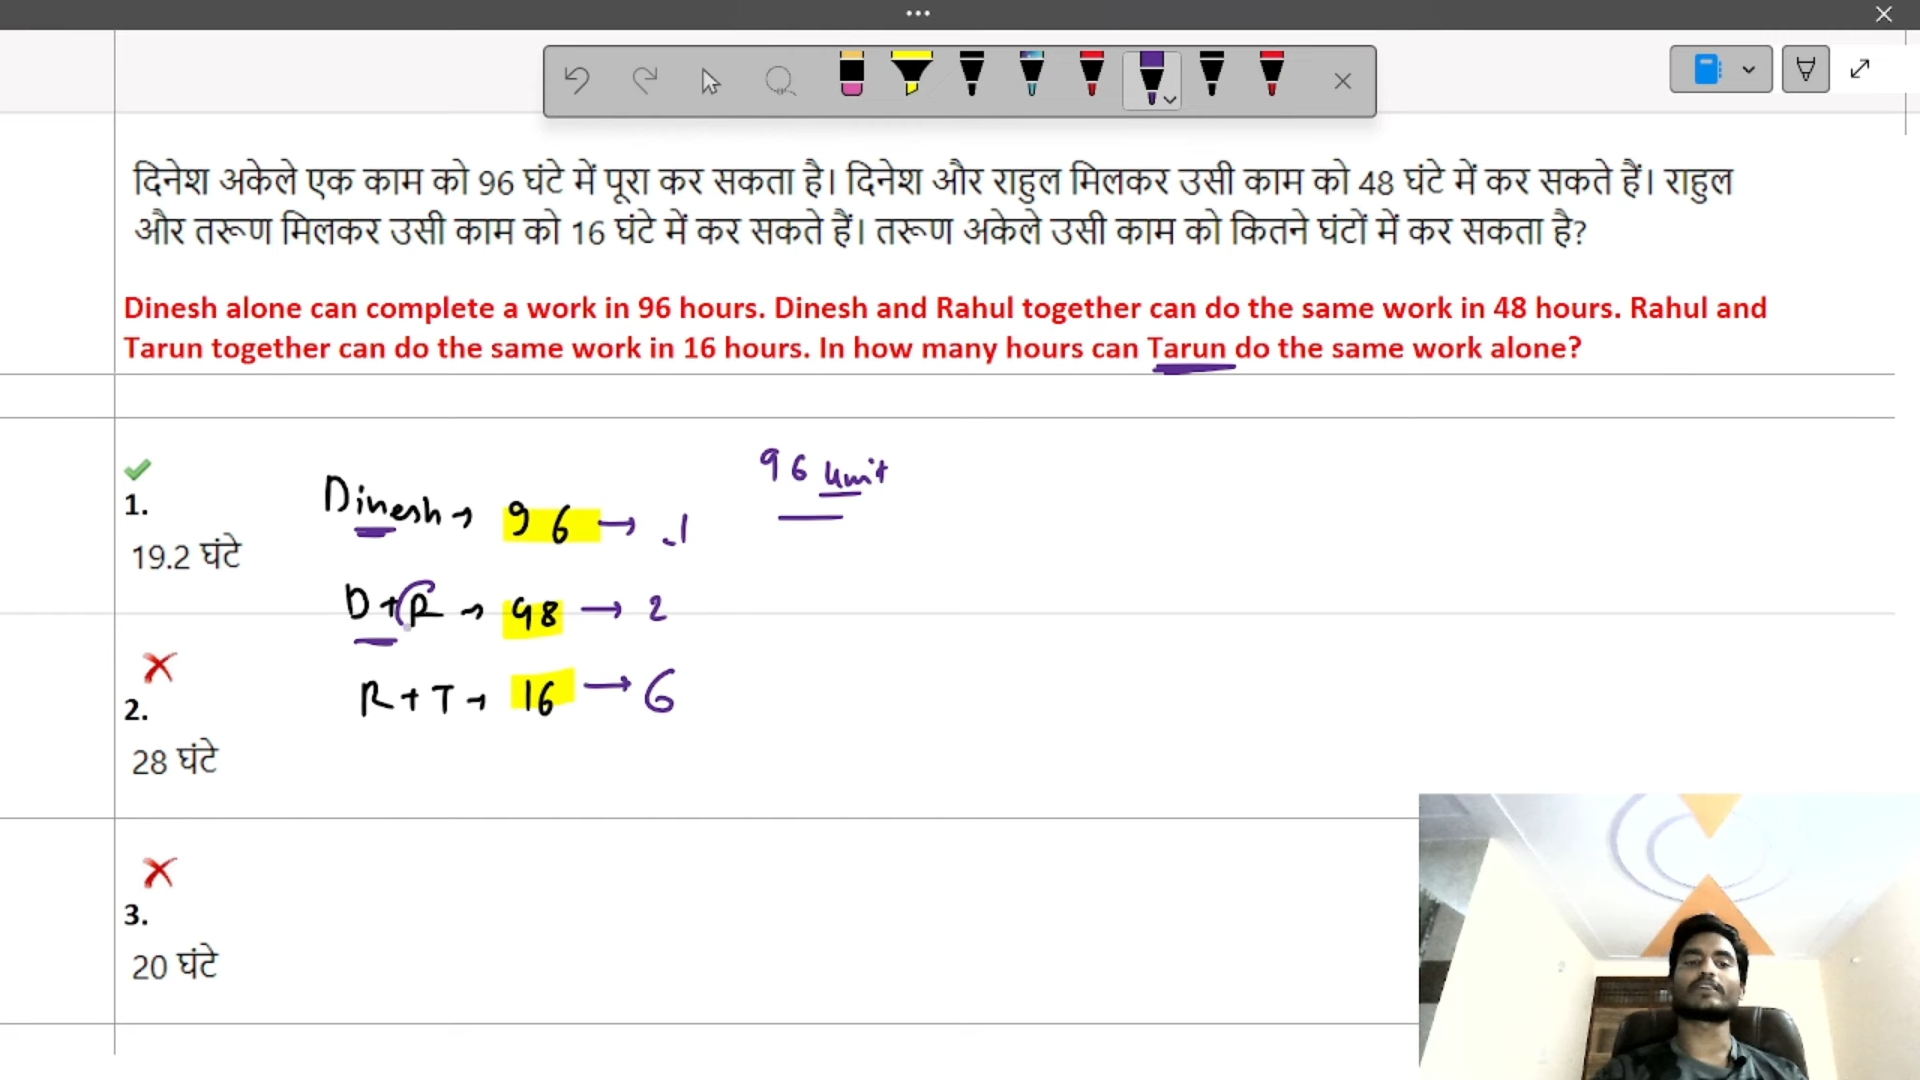 दिनेश अकेले एक काम को 96 घंटे में पूरा कर सकता है। दिनेश और राहुल मिलकर उसी काम को 48 घंटे में कर सकते हैं। राहुल
और तरूण मिलकर उसी काम को 16 घंटे में कर सकते हैं। तरूण अकेले उसी काम को कितने घंटों में कर सकता है?
Dinesh alone can complete a work in 96 hours. Dinesh and Rahul together can do the same work in 48 hours. Rahul and
Tarun together can do the same work in 16 hours. In how many hours can Tarun do the same work alone?
96 Unit
1.
Dinesh → 96 → 1
19.2 घंटे
D+R → 48 → 2
R+T → 16 → 6
2.
28 घंटे
3.
20 घंटे